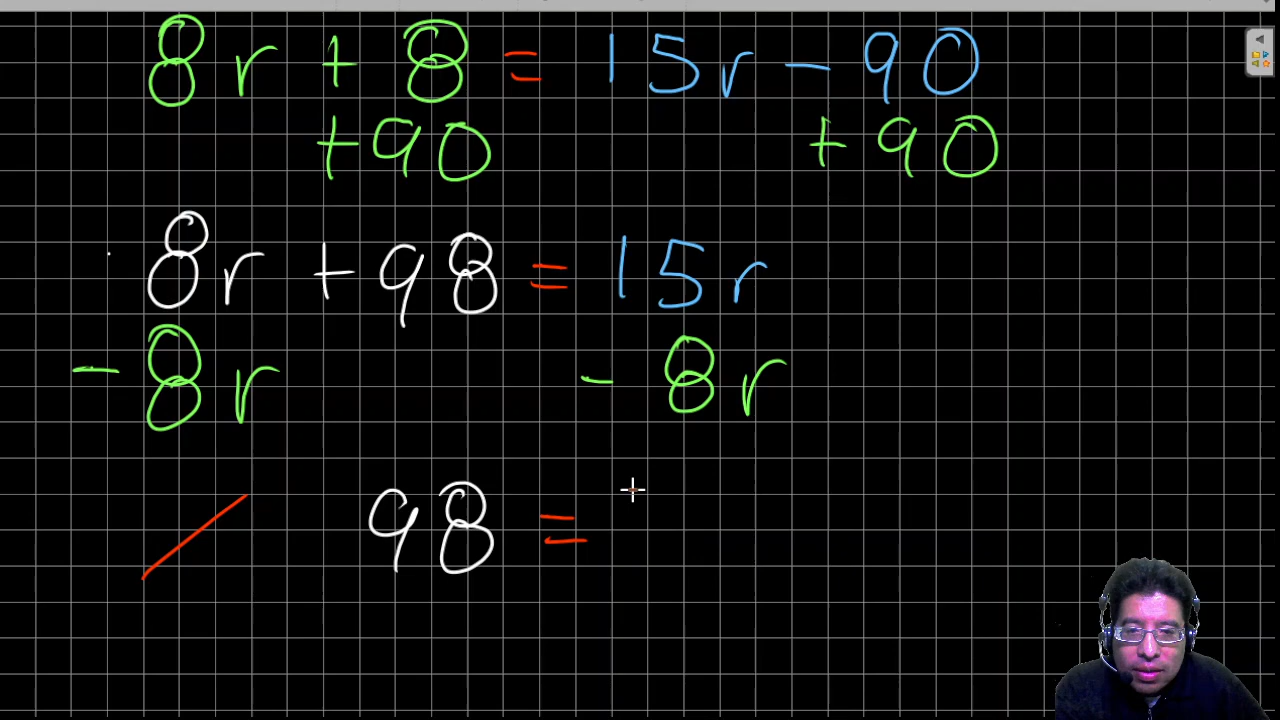 8r + 8 = 15r - 90
+90 +90
8r + 98 = 15r
-8r - 8r
98 =